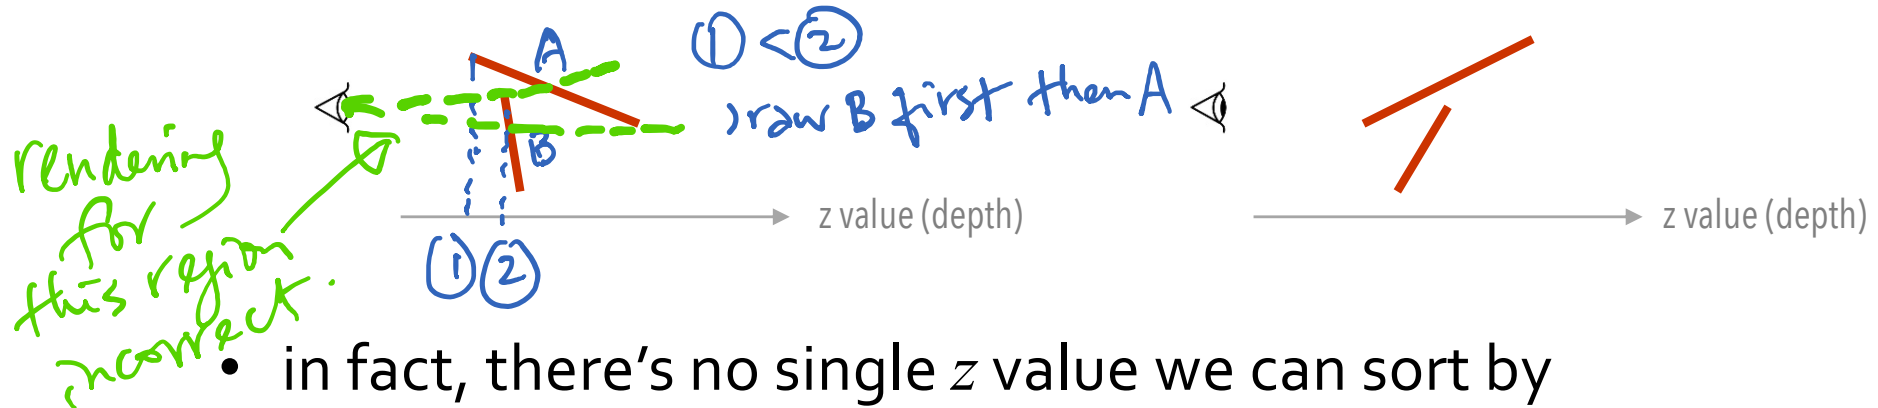 A
① < ②
Draw B first then A
B
rendering
for
this region
incorrect.
z value (depth)
z value (depth)
① ②
• in fact, there's no single z value we can sort by